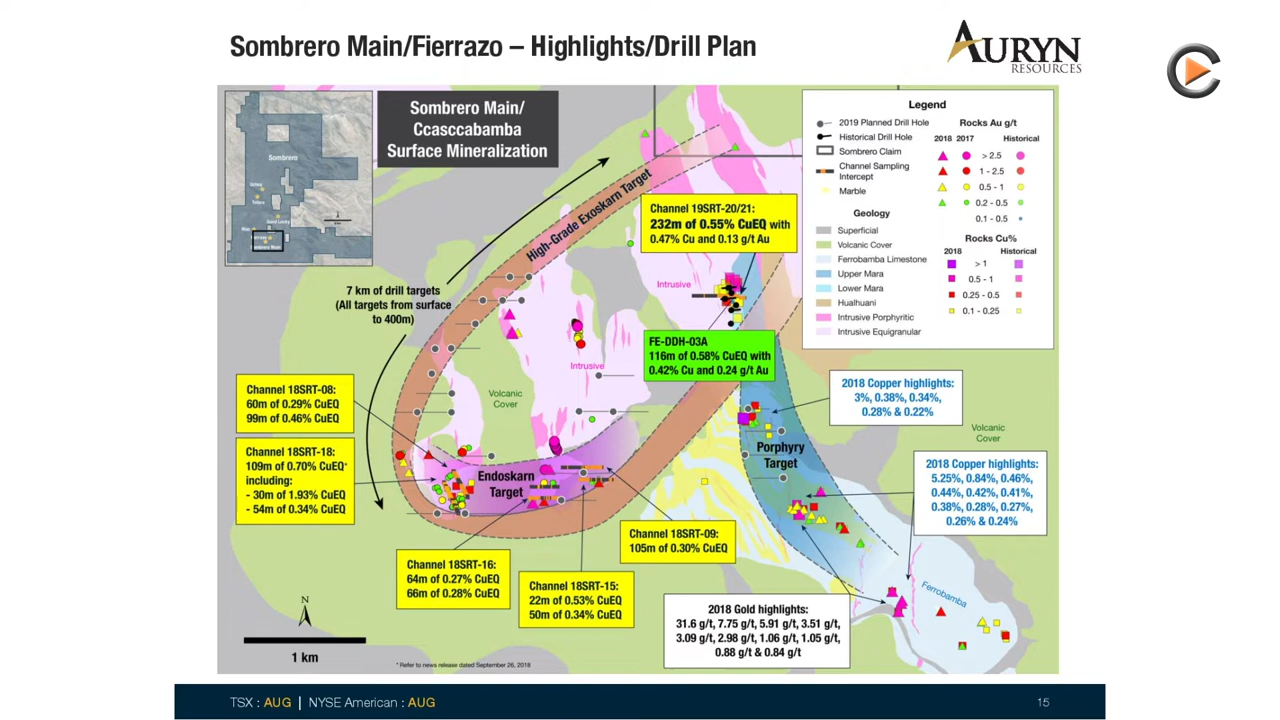 Sombrero Main/Fierrazo – Highlights/Drill Plan
AURYN
RESOURCES
Sombrero
Sombrero Main/
Ccasccabamba
Surface Mineralization
7 km of drill targets
(All targets from surface
to 400m)
High-Grade Exoskarn Target
Channel 19SRT-20/21:
232m of 0.55% CuEQ with
0.47% Cu and 0.13 g/t Au
Intrusive
FE-DDH-03A
116m of 0.58% CuEQ with
0.42% Cu and 0.24 g/t Au
Intrusive
Volcanic
Cover
Channel 18SRT-08:
60m of 0.29% CuEQ
99m of 0.46% CuEQ
Channel 18SRT-18:
109m of 0.70% CuEQ*
including:
- 30m of 1.93% CuEQ
- 54m of 0.34% CuEQ
Endoskarn
Target
Porphyry
Target
Channel 18SRT-16:
64m of 0.27% CuEQ
66m of 0.28% CuEQ
Channel 18SRT-15:
22m of 0.53% CuEQ
50m of 0.34% CuEQ
Channel 18SRT-09:
105m of 0.30% CuEQ
2018 Copper highlights:
3%, 0.38%, 0.34%,
0.28% & 0.22%
Volcanic
Cover
2018 Copper highlights:
5.25%, 0.84%, 0.46%,
0.44%, 0.42%, 0.41%,
0.38%, 0.28%, 0.27%,
0.26% & 0.24%
Ferrobamba
2018 Gold highlights:
31.6 g/t, 7.75 g/t, 5.91 g/t, 3.51 g/t,
3.09 g/t, 2.98 g/t, 1.06 g/t, 1.05 g/t,
0.88 g/t & 0.84 g/t
N
1 km
* Refer to news release dated September 26, 2018
Legend
2019 Planned Drill Hole
Historical Drill Hole
Sombrero Claim
Channel Sampling
Intercept
Marble
Geology
Superficial
Volcanic Cover
Ferrobamba Limestone
Upper Mara
Lower Mara
Hualhuani
Intrusive Porphyritic
Intrusive Equigranular
Rocks Au g/t
2018 2017 Historical
> 2.5
1 - 2.5
0.5 - 1
0.2 - 0.5
0.1 - 0.5
Rocks Cu%
2018 Historical
> 1
0.5 - 1
0.25 - 0.5
0.1 - 0.25
TSX : AUG | NYSE American : AUG
15